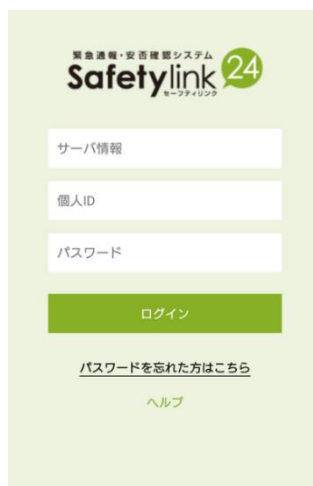 緊急通報・安否確認システム
Safetylink 24
セーフティリンク
サーバ情報
個人ID
パスワード
ログイン
パスワードを忘れた方はこちら
ヘルプ